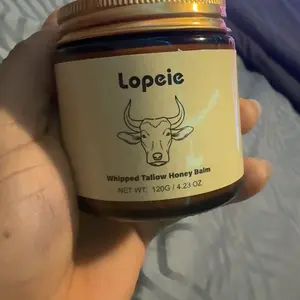 Lopeie
Whipped Tallow Honey Balm
NET WT. 120G / 4.23 OZ